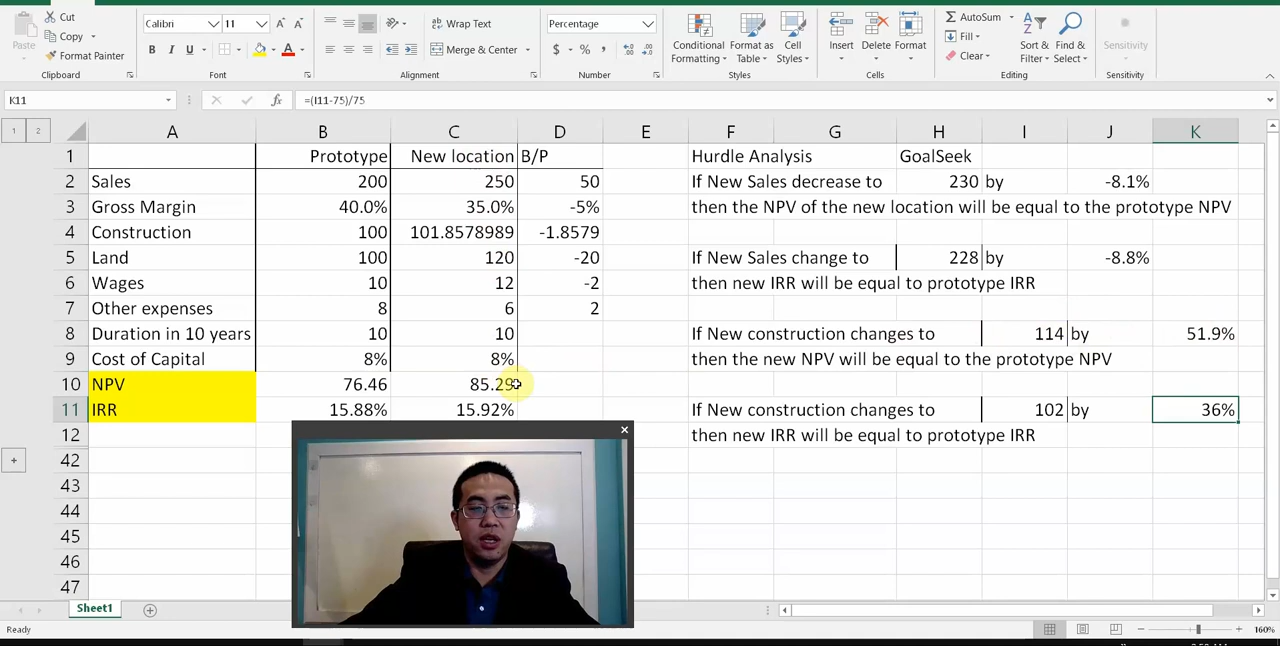 Cut
Copy
Format Painter
Paste
Clipboard
Calibri 11
B I U
Font
Wrap Text
Merge & Center
Alignment
Percentage
$ % ,
Number
Conditional Formatting
Format as Table
Cell Styles
Styles
Insert Delete Format
Cells
AutoSum
Fill
Clear
Sort & Filter
Find & Select
Editing
Sensitivity
Sensitivity
K11 fx =(I11-75)/75
1 2
A B C D E F G H I J K
1 Prototype New location B/P Hurdle Analysis GoalSeek
2 Sales 200 250 50 If New Sales decrease to 230 by -8.1%
3 Gross Margin 40.0% 35.0% -5% then the NPV of the new location will be equal to the prototype NPV
4 Construction 100 101.8578989 -1.8579
5 Land 100 120 -20 If New Sales change to 228 by -8.8%
6 Wages 10 12 -2 then new IRR will be equal to prototype IRR
7 Other expenses 8 6 2
8 Duration in 10 years 10 10 If New construction changes to 114 by 51.9%
9 Cost of Capital 8% 8% then the new NPV will be equal to the prototype NPV
10 NPV 76.46 85.29
11 IRR 15.88% 15.92% If New construction changes to 102 by 36%
12 then new IRR will be equal to prototype IRR
42
43
44
45
46
47
Sheet1
Ready
160%